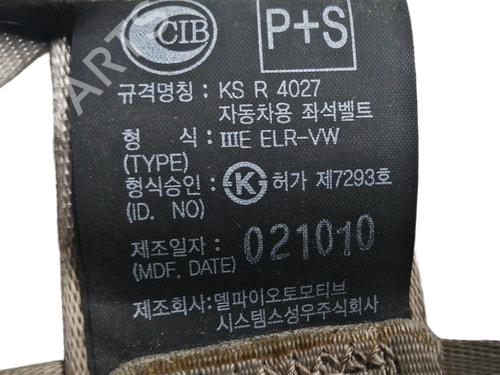 CIB
P+S
규격명칭 : KS R 4027
자동차용 좌석벨트
형 식 : IIIE ELR-VW
(TYPE)
형식승인 : K 허가 제7293호
(ID. NO)
제조일자 : 021010
(MDF, DATE)
제조회사: 델파이오토모티브
시스템스성우주식회사